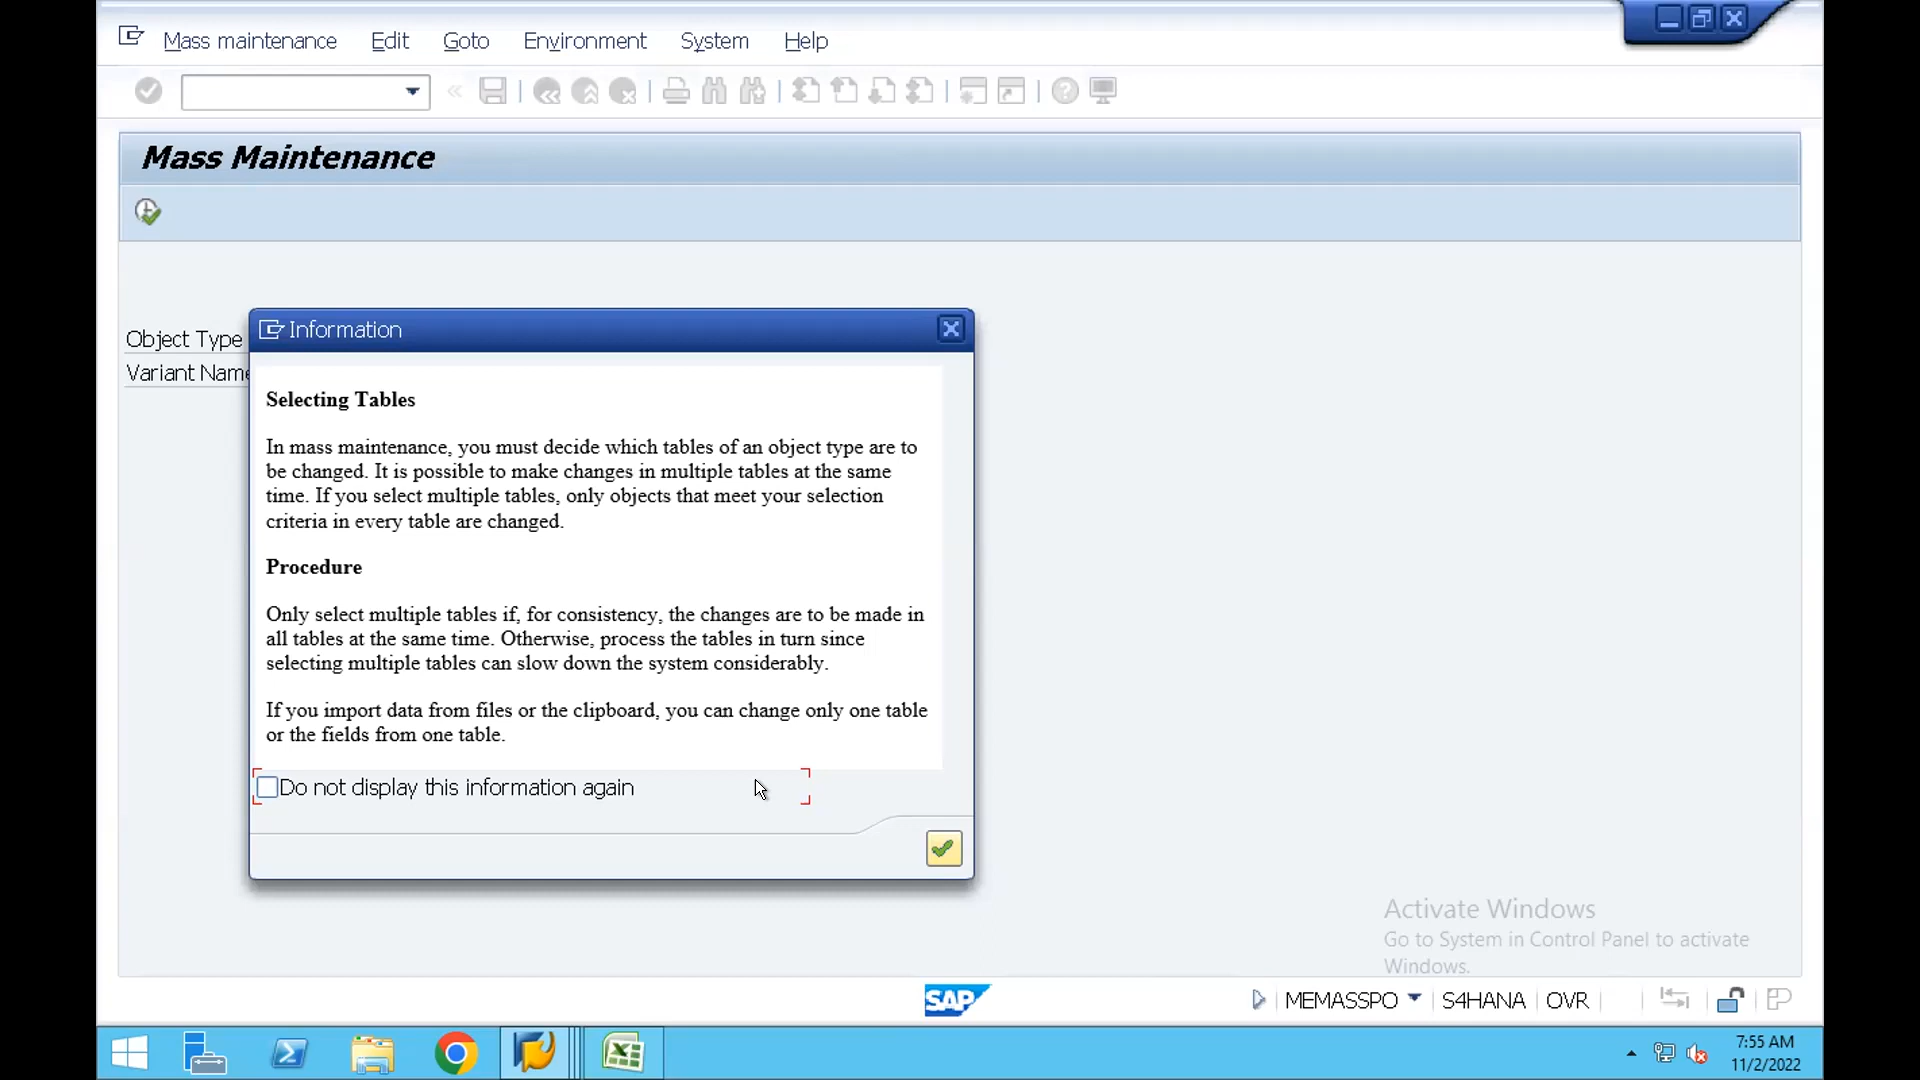 Mass maintenance Edit Goto Environment System Help
Mass Maintenance
Object Type
Variant Name
Information
Selecting Tables
In mass maintenance, you must decide which tables of an object type are to
be changed. It is possible to make changes in multiple tables at the same
time. If you select multiple tables, only objects that meet your selection
criteria in every table are changed.
Procedure
Only select multiple tables if, for consistency, the changes are to be made in
all tables at the same time. Otherwise, process the tables in turn since
selecting multiple tables can slow down the system considerably.
If you import data from files or the clipboard, you can change only one table
or the fields from one table.
Do not display this information again
Activate Windows
Go to System in Control Panel to activate
Windows.
SAP MEMASSPO S4HANA OVR
7:55 AM
11/2/2022